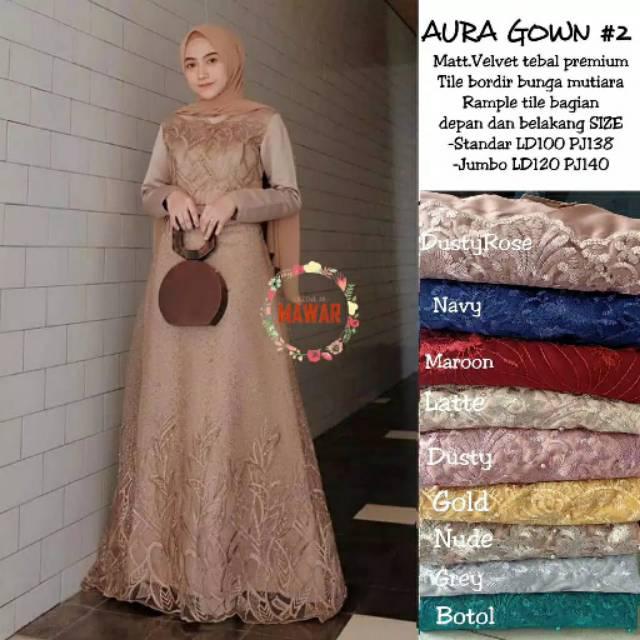 AURA GOWN #2
Matt.Velvet tebal premium
Tile bordir bunga mutiara
Rample tile bagian
depan dan belakang SIZE
-Standar LD100 PJ138
-Jumbo LD120 PJ140
DustyRose
Navy
Maroon
Latte
Dusty
Gold
Nude
Grey
Botol
MAWAR